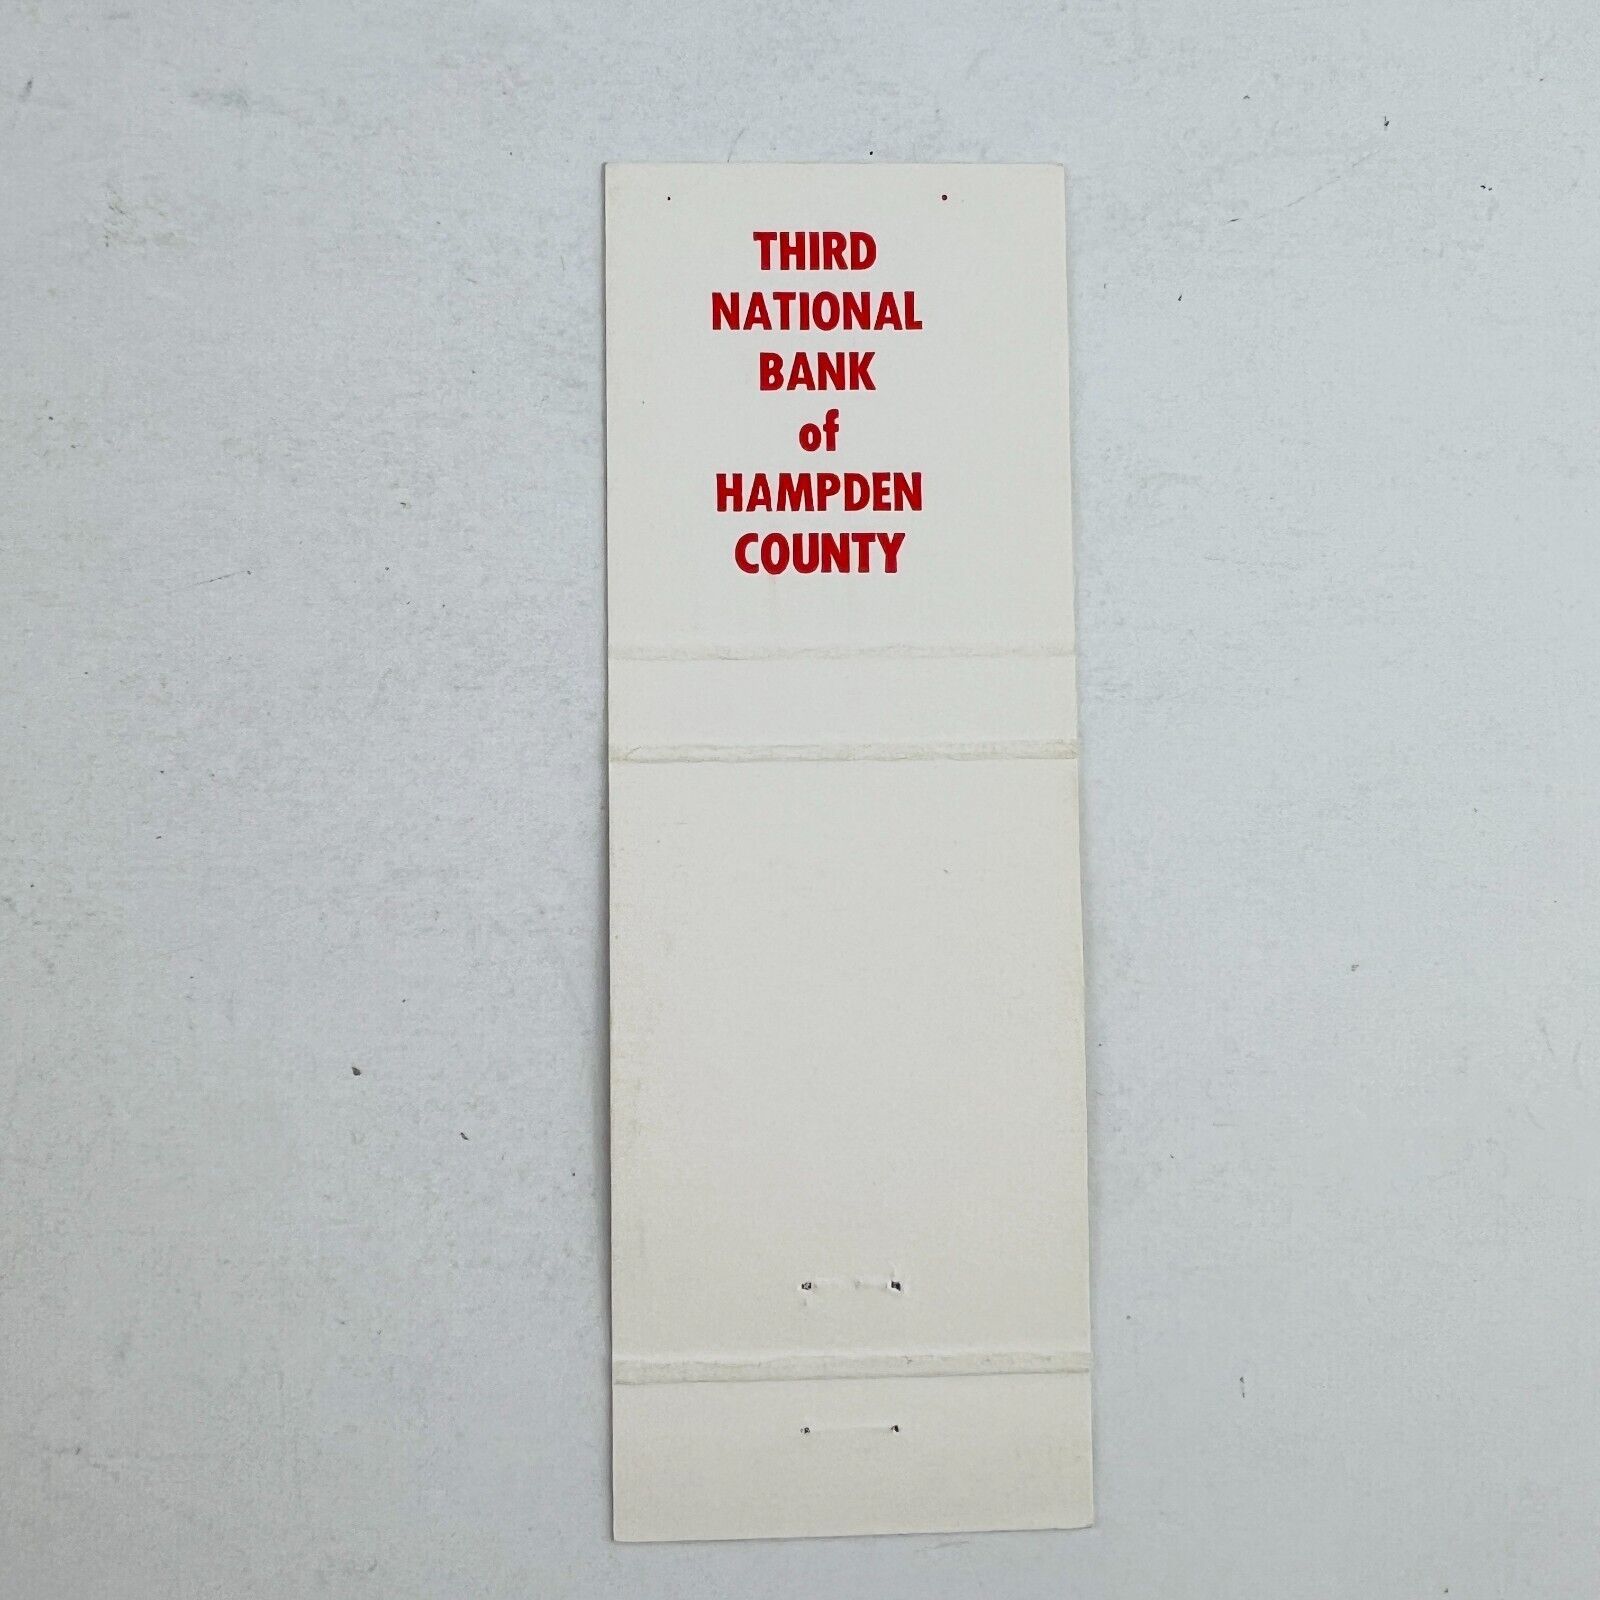 THIRD
NATIONAL
BANK
of
HAMPDEN
COUNTY